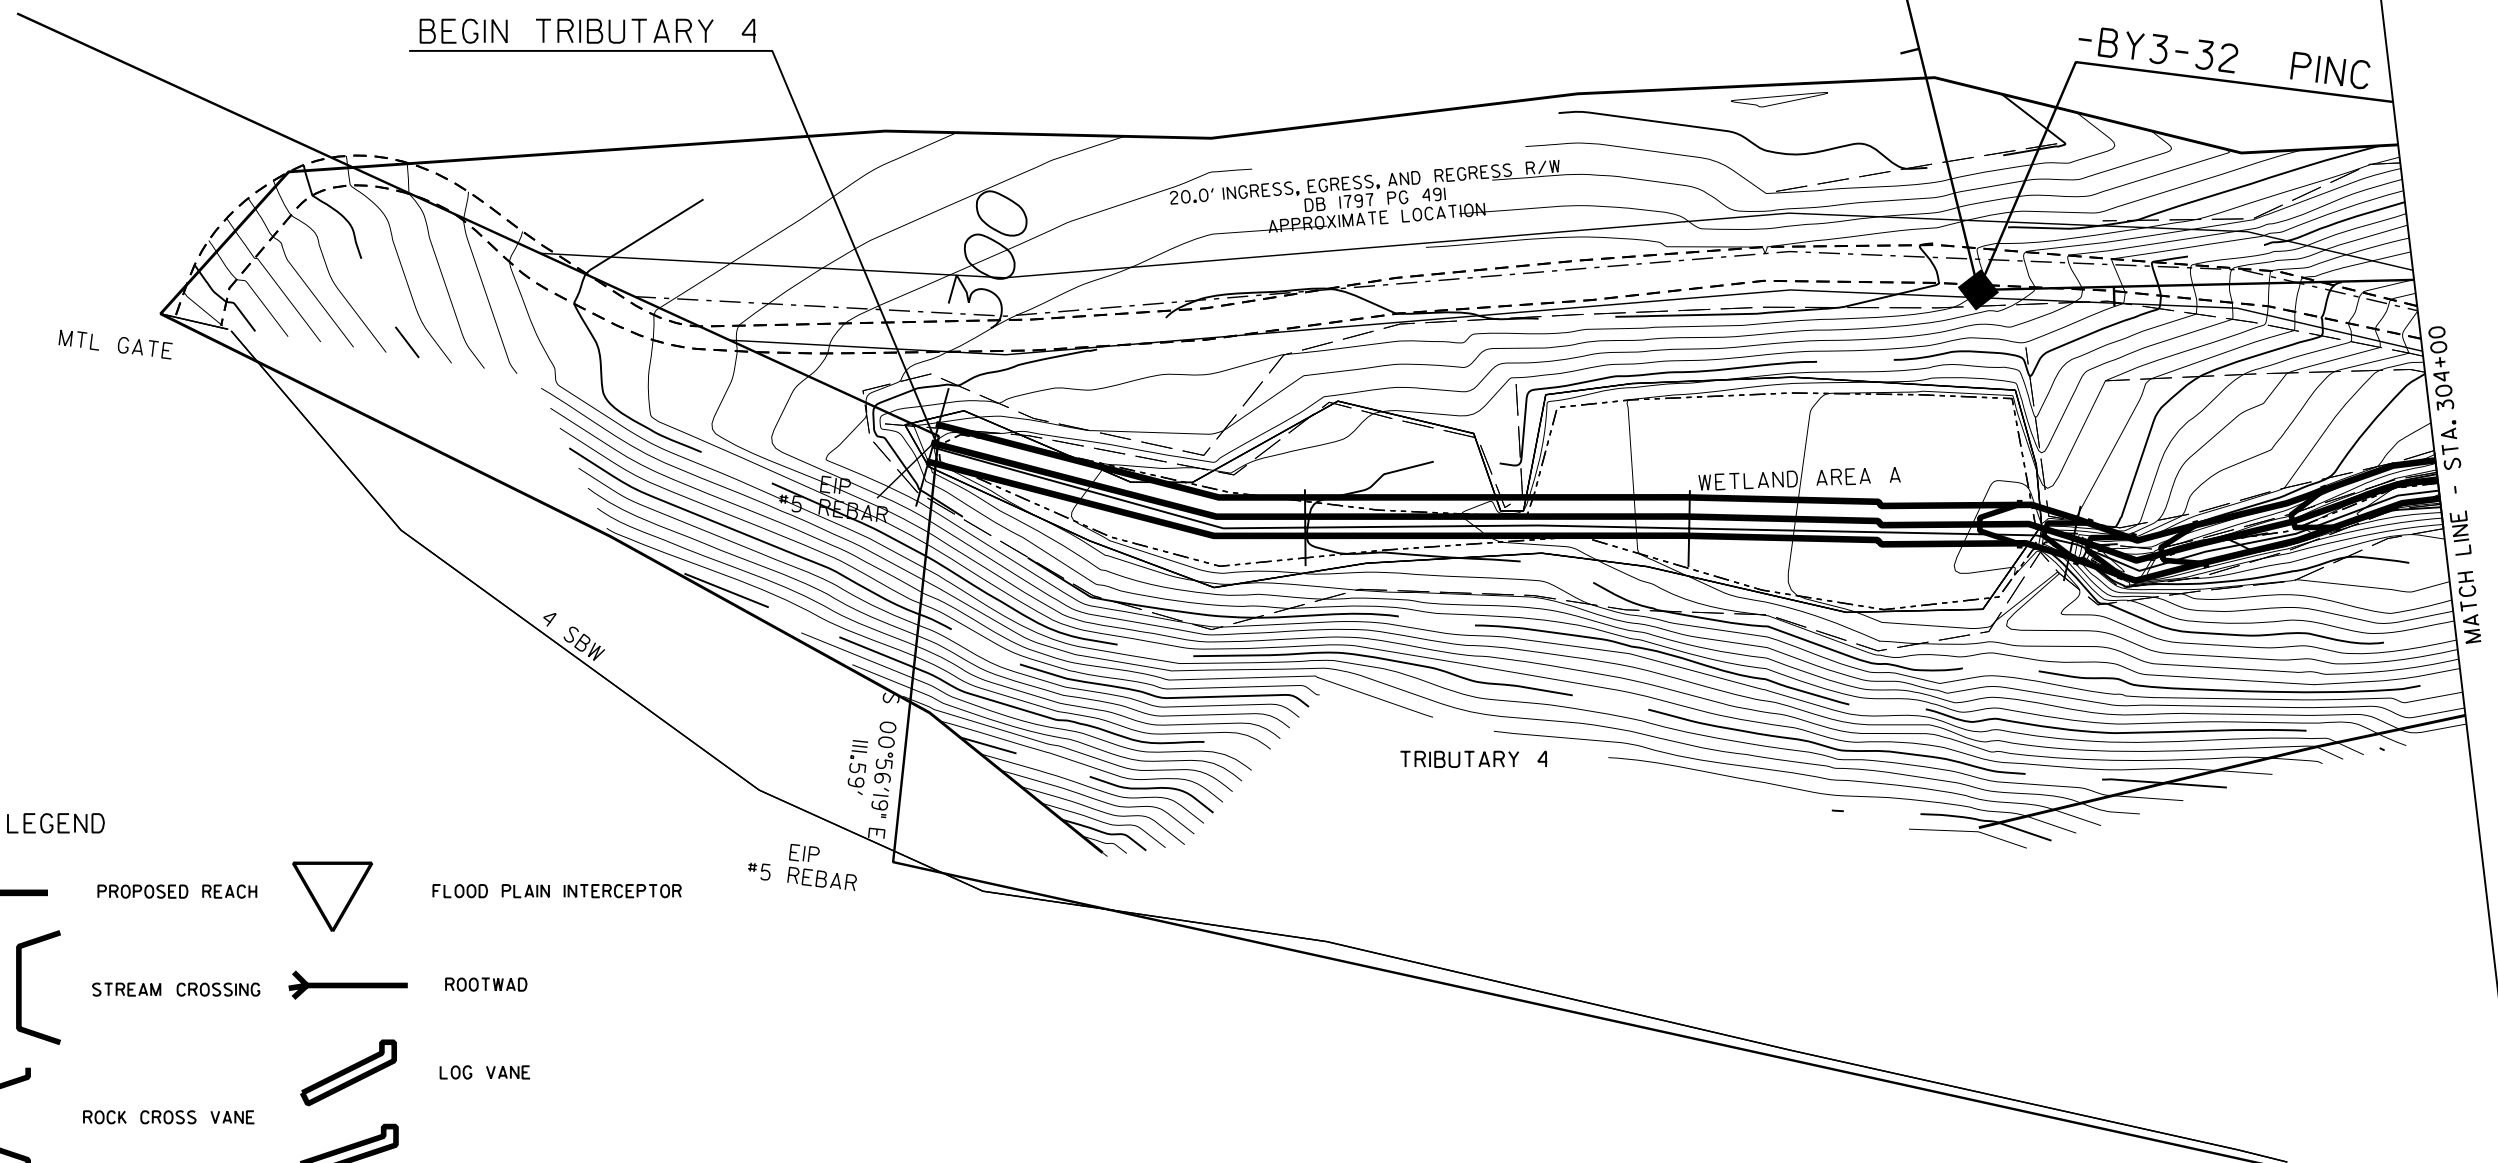 BEGIN TRIBUTARY 4
-BY3-32 PINC
300
20.0' INGRESS, EGRESS, AND REGRESS R/W
DB 1797 PG 491
APPROXIMATE LOCATION
MTL GATE
EIP
#5 REBAR
WETLAND AREA A
MATCH LINE - STA. 304+00
4 SBW
S 00°56'19" E
111.59'
TRIBUTARY 4
EIP
#5 REBAR
LEGEND
PROPOSED REACH
FLOOD PLAIN INTERCEPTOR
STREAM CROSSING
ROOTWAD
LOG VANE
ROCK CROSS VANE